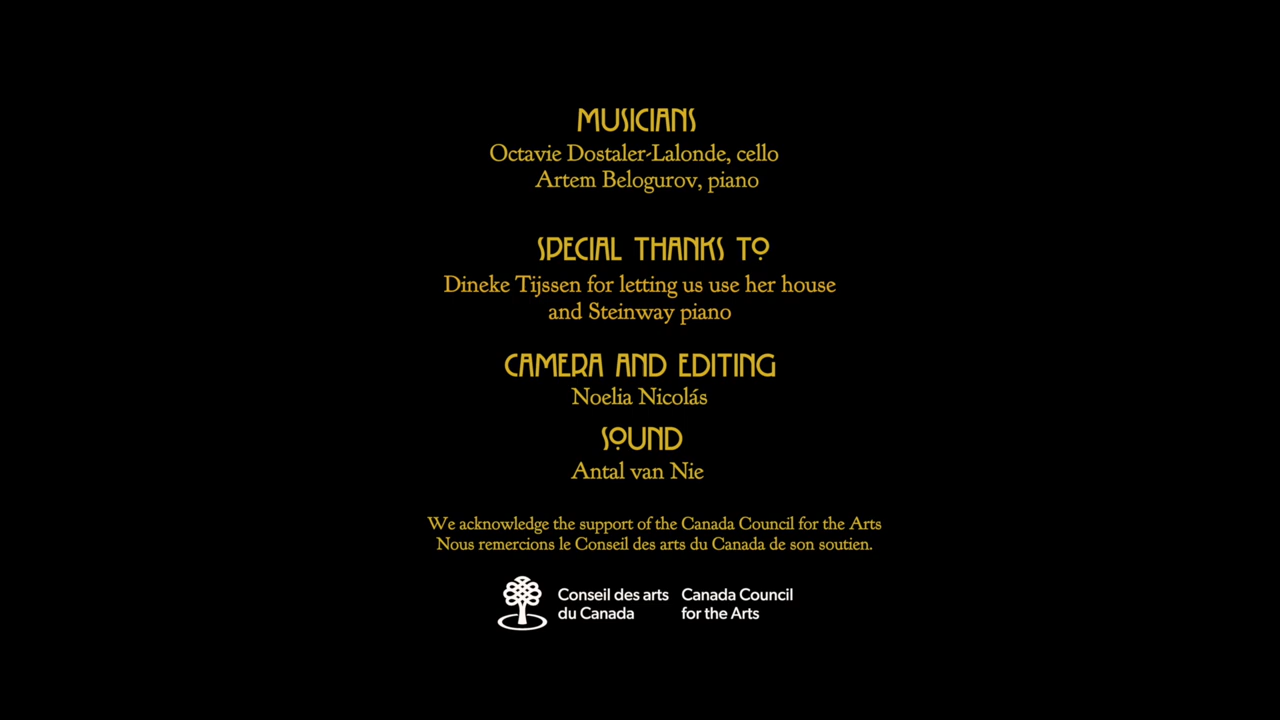 MUSICIANS
Octavie Dostaler-Lalonde, cello
Artem Belogurov, piano
SPECIAL THANKS TO
Dineke Tijssen for letting us use her house
and Steinway piano
CAMERA AND EDITING
Noelia Nicolás
SOUND
Antal van Nie
We acknowledge the support of the Canada Council for the Arts
Nous remercions le Conseil des arts du Canada de son soutien.
Conseil des arts
du Canada
Canada Council
for the Arts